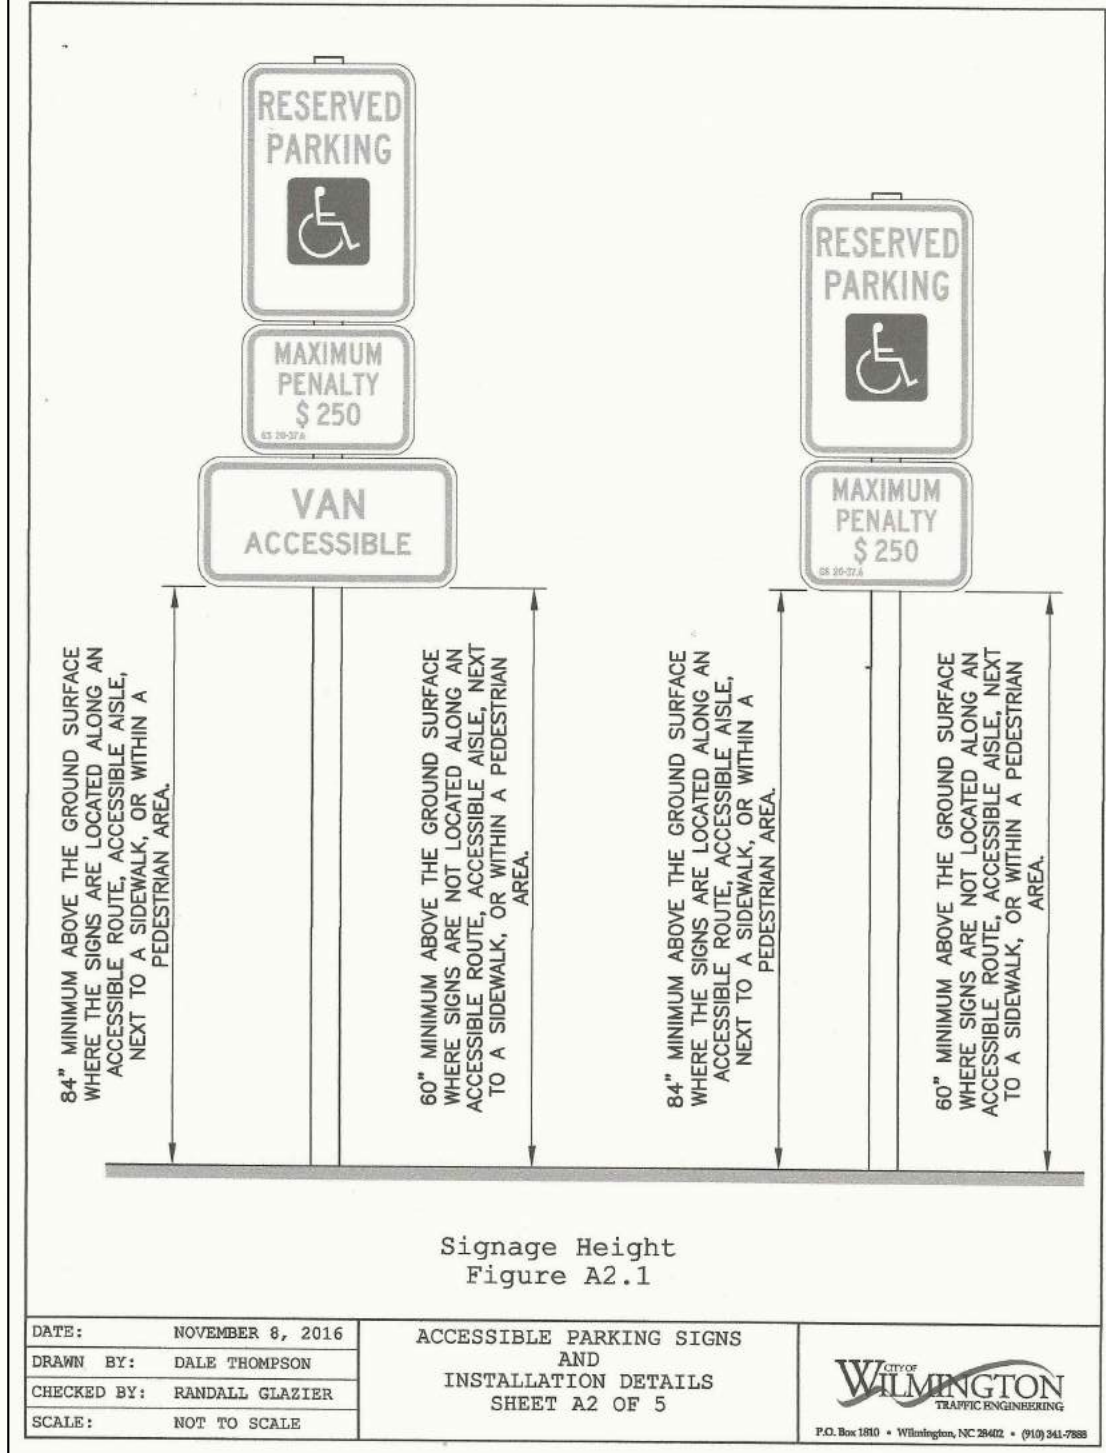 RESERVED
PARKING
MAXIMUM
PENALTY
$ 250
GS 20-37.6
VAN
ACCESSIBLE
RESERVED
PARKING
MAXIMUM
PENALTY
$ 250
GS 20-37.6
84" MINIMUM ABOVE THE GROUND SURFACE
WHERE THE SIGNS ARE LOCATED ALONG AN
ACCESSIBLE ROUTE, ACCESSIBLE AISLE,
NEXT TO A SIDEWALK, OR WITHIN A
PEDESTRIAN AREA.
60" MINIMUM ABOVE THE GROUND SURFACE
WHERE SIGNS ARE NOT LOCATED ALONG AN
ACCESSIBLE ROUTE, ACCESSIBLE AISLE, NEXT
TO A SIDEWALK, OR WITHIN A PEDESTRIAN
AREA.
84" MINIMUM ABOVE THE GROUND SURFACE
WHERE THE SIGNS ARE LOCATED ALONG AN
ACCESSIBLE ROUTE, ACCESSIBLE AISLE,
NEXT TO A SIDEWALK, OR WITHIN A
PEDESTRIAN AREA.
60" MINIMUM ABOVE THE GROUND SURFACE
WHERE SIGNS ARE NOT LOCATED ALONG AN
ACCESSIBLE ROUTE, ACCESSIBLE AISLE, NEXT
TO A SIDEWALK, OR WITHIN A PEDESTRIAN
AREA.
Signage Height
Figure A2.1
DATE: NOVEMBER 8, 2016
DRAWN BY: DALE THOMPSON
CHECKED BY: RANDALL GLAZIER
SCALE: NOT TO SCALE
ACCESSIBLE PARKING SIGNS
AND
INSTALLATION DETAILS
SHEET A2 OF 5
CITY OF
WILMINGTON
TRAFFIC ENGINEERING
P.O. Box 1810 • Wilmington, NC 28402 • (910) 341-7888